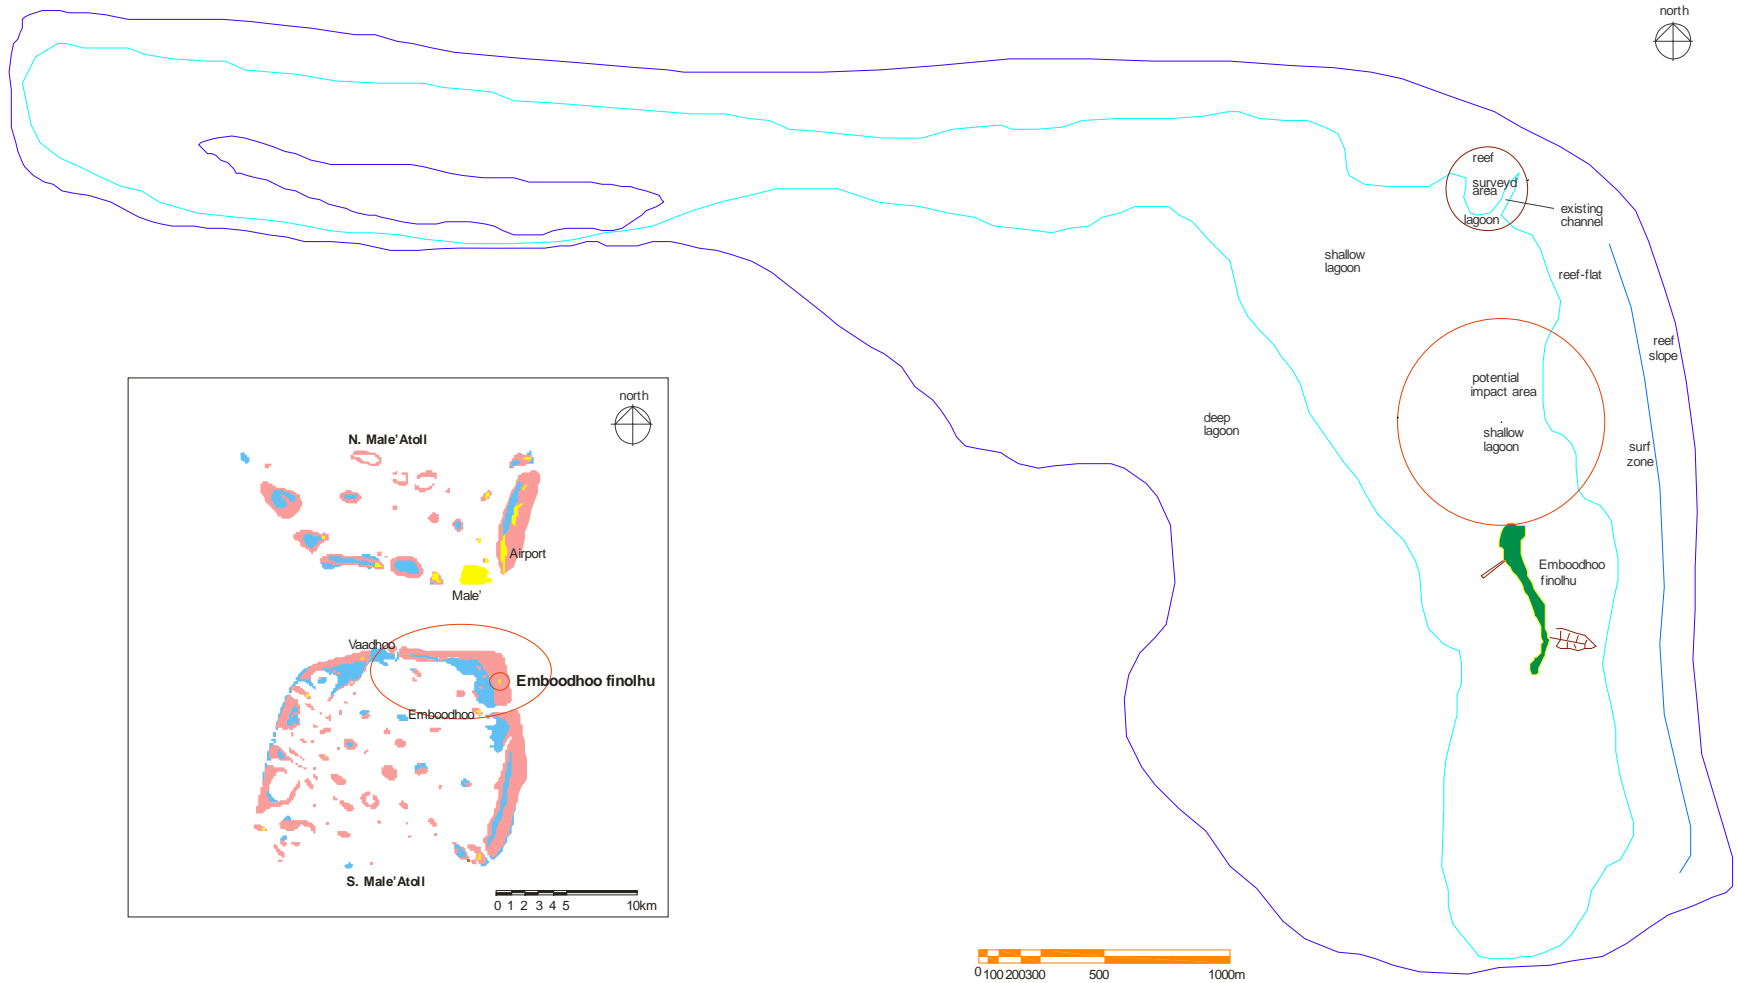 north
reef
surveyd
area
lagoon
existing
channel
shallow
lagoon
reef-flat
reef
slope
potential
impact area
shallow
lagoon
deep
lagoon
surf
zone
Emboodhoo
finolhu
north
N. Male'Atoll
Airport
Male'
Vaadhoo
Emboodhoo finolhu
Emboodhoo
S. Male'Atoll
0 1 2 3 4 5 10km
0 100 200 300 500 1000m